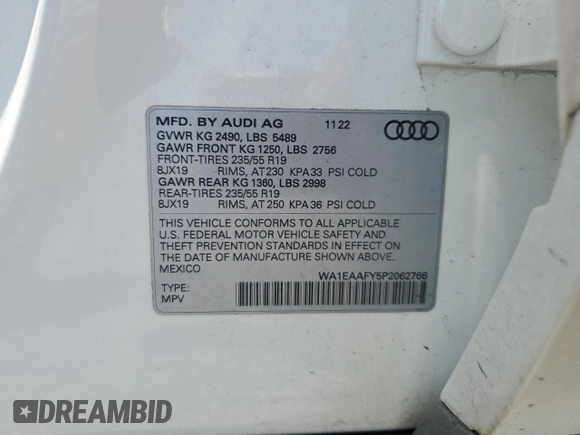 MFD. BY AUDI AG 11 22
GVWR KG 2490, LBS 5489
GAWR FRONT KG 1250, LBS 2756
FRONT-TIRES 235/55 R19
8JX19 RIMS, AT 230 KPA 33 PSI COLD
GAWR REAR KG 1360, LBS 2998
REAR-TIRES 235/55 R19
8JX19 RIMS, AT 250 KPA 36 PSI COLD
THIS VEHICLE CONFORMS TO ALL APPLICABLE
U.S. FEDERAL MOTOR VEHICLE SAFETY AND
THEFT PREVENTION STANDARDS IN EFFECT ON
THE DATE OF MANUFACTURE SHOWN ABOVE.
MEXICO
WA1EAAFY5P2062766
TYPE:
MPV
DREAMBID